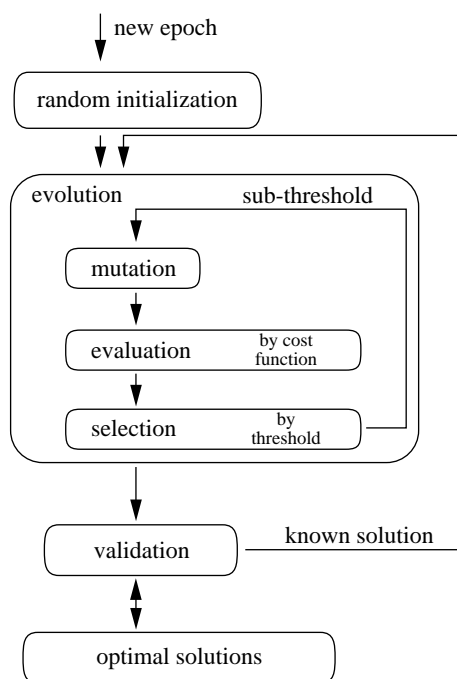 new epoch
random initialization
evolution
sub-threshold
mutation
evaluation
by cost
function
selection
by
threshold
validation
known solution
optimal solutions